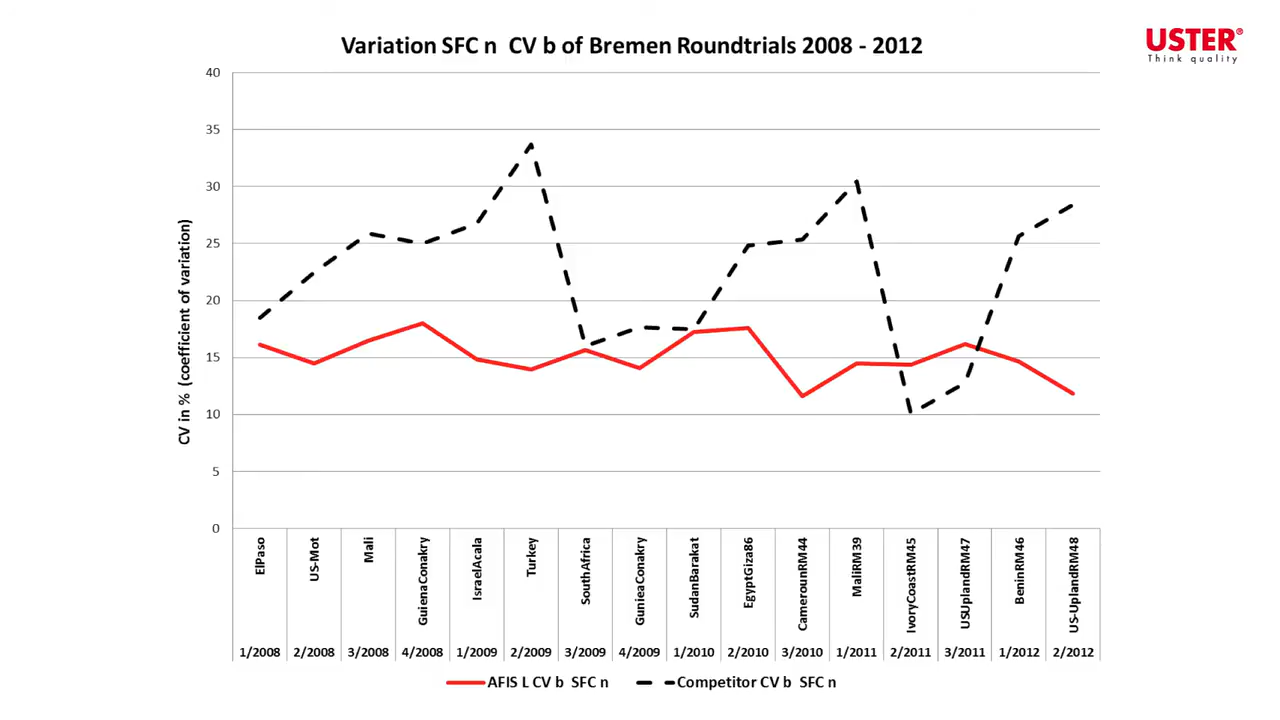 Variation SFC n CV b of Bremen Roundtrials 2008 - 2012
USTER®
Think quality
CV in % (coefficient of variation)
40
35
30
25
20
15
10
5
0
ElPaso
US-Mot
Mali
GuienaConakry
IsraelAcala
Turkey
SouthAfrica
GunieaConakry
SudanBarakat
EgyptGiza86
CamerounRM44
MaliRM39
IvoryCoastRM45
USUplandRM47
BeninRM46
US-UplandRM48
1/2008 2/2008 3/2008 4/2008 1/2009 2/2009 3/2009 4/2009 1/2010 2/2010 3/2010 1/2011 2/2011 3/2011 1/2012 2/2012
AFIS L CV b SFC n Competitor CV b SFC n